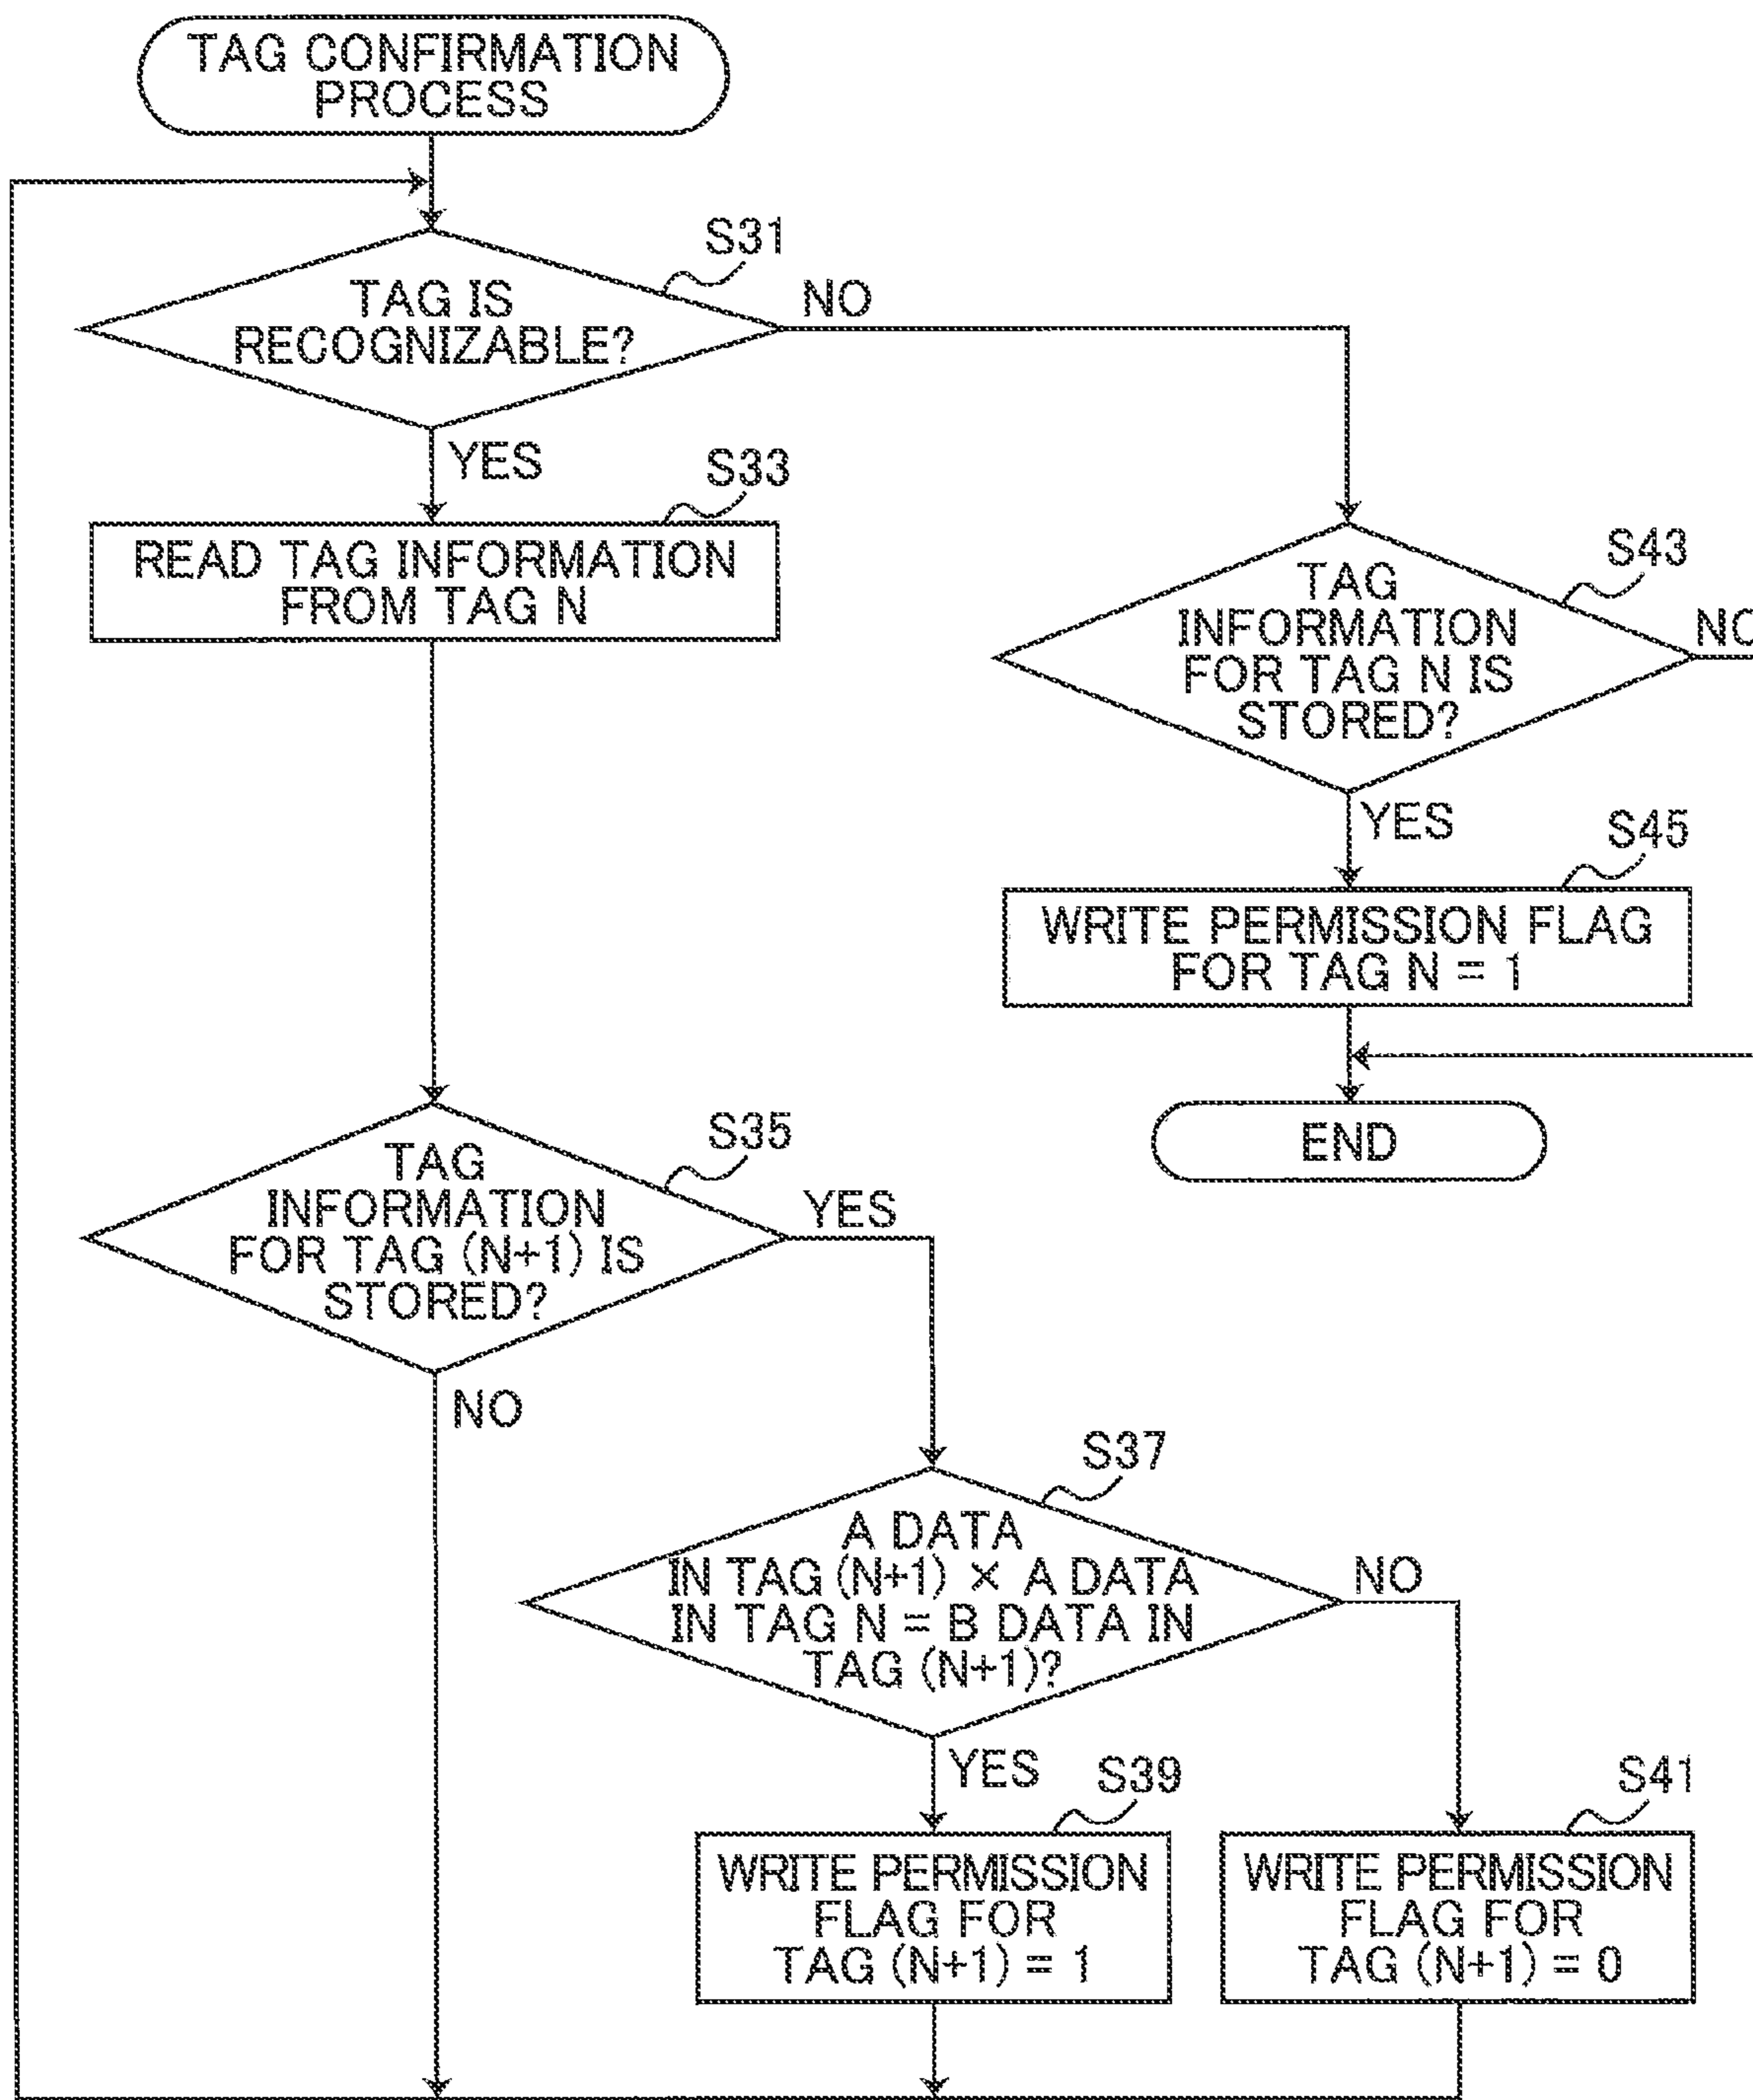 TAG CONFIRMATION
PROCESS
S31
TAG IS
RECOGNIZABLE?
NO
YES
S33
READ TAG INFORMATION
FROM TAG N
S43
TAG
INFORMATION
FOR TAG N IS
STORED?
NO
YES
S45
WRITE PERMISSION FLAG
FOR TAG N = 1
END
S35
TAG
INFORMATION
FOR TAG (N+1) IS
STORED?
YES
NO
S37
A DATA
IN TAG (N+1) × A DATA
IN TAG N = B DATA IN
TAG (N+1)?
NO
YES
S39
WRITE PERMISSION
FLAG FOR
TAG (N+1) = 1
S41
WRITE PERMISSION
FLAG FOR
TAG (N+1) = 0